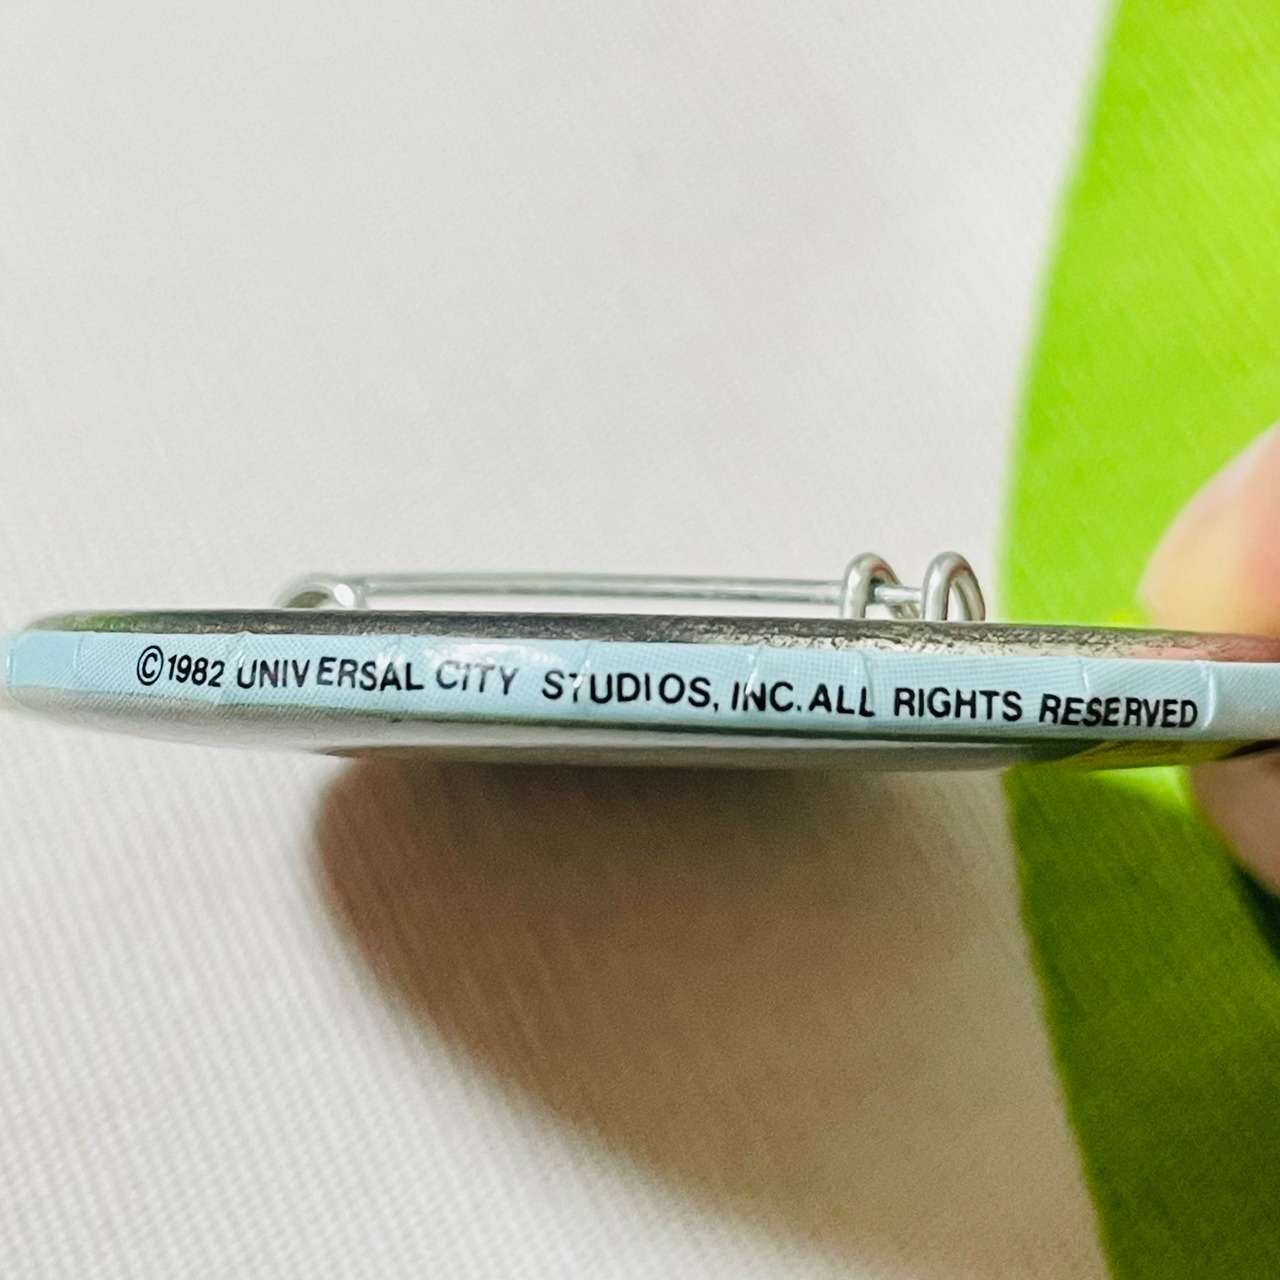 ©1982 UNIVERSAL CITY STUDIOS, INC. ALL RIGHTS RESERVED